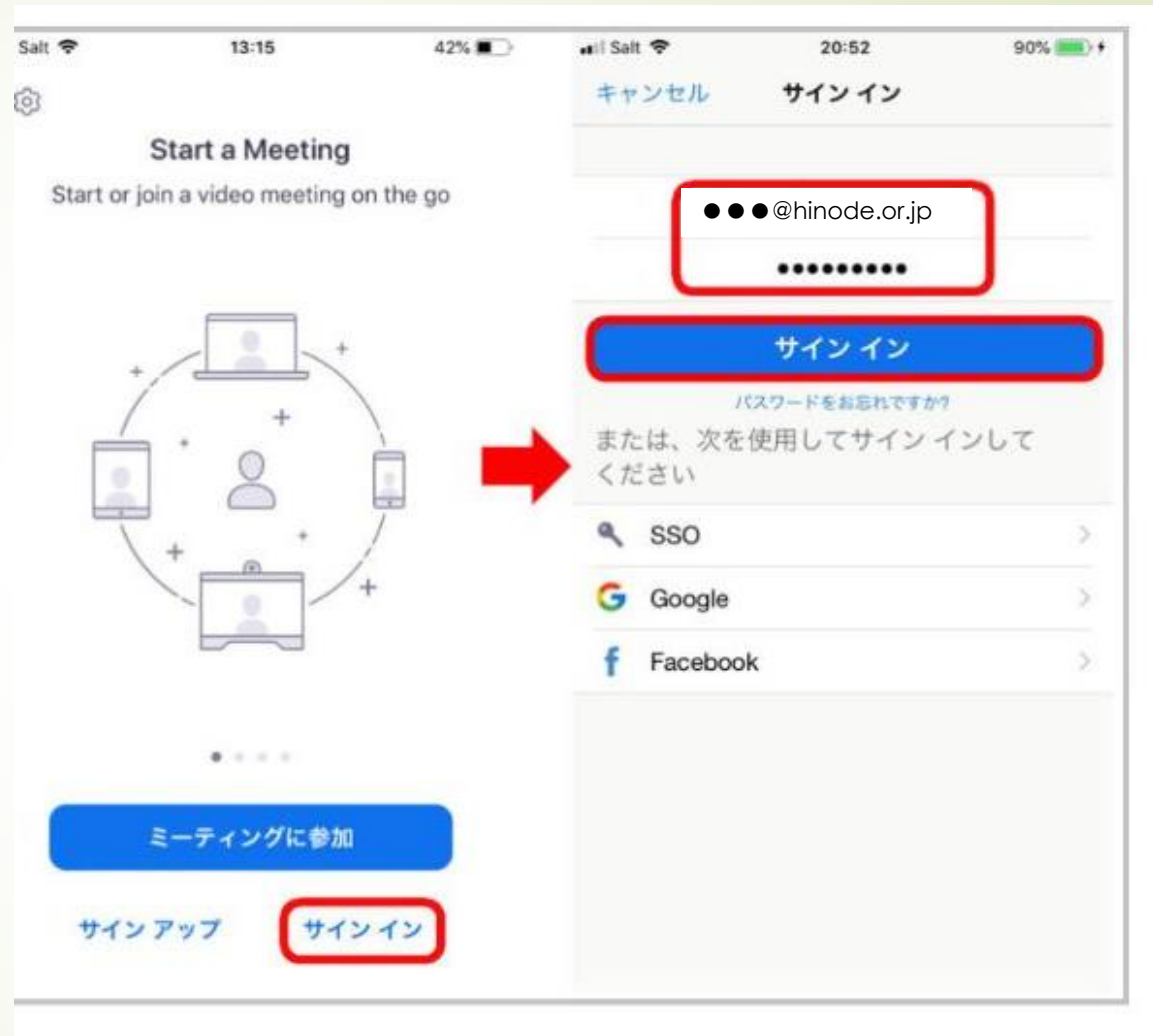 Salt 13:15 42%
Start a Meeting
Start or join a video meeting on the go
ミーティングに参加
サイン アップ サイン イン
Salt 20:52 90%
キャンセル サイン イン
●●●@hinode.or.jp
●●●●●●●●●
サイン イン
パスワードをお忘れですか?
または、次を使用してサイン インして
ください
SSO
Google
Facebook